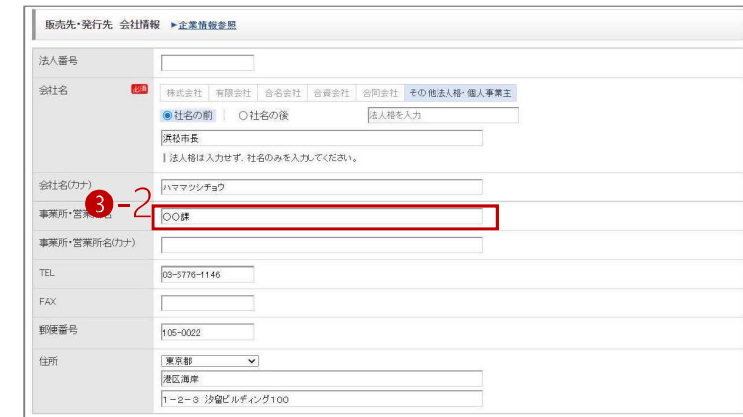 販売先・発行先 会社情報 ▶企業情報参照
法人番号
会社名 必須 株式会社 有限会社 合名会社 合資会社 合同会社 その他法人格・個人事業主
社名の前 社名の後 法人格を入力
浜松市長
| 法人格は入力せず、社名のみを入力してください。
会社名(カナ) ハママツシチョウ
事業所・営業所名 ❸-2 〇〇課
事業所・営業所名(カナ)
TEL 03-5776-1146
FAX
郵便番号 105-0022
住所 東京都
港区海岸
1-2-3 汐留ビルディング100